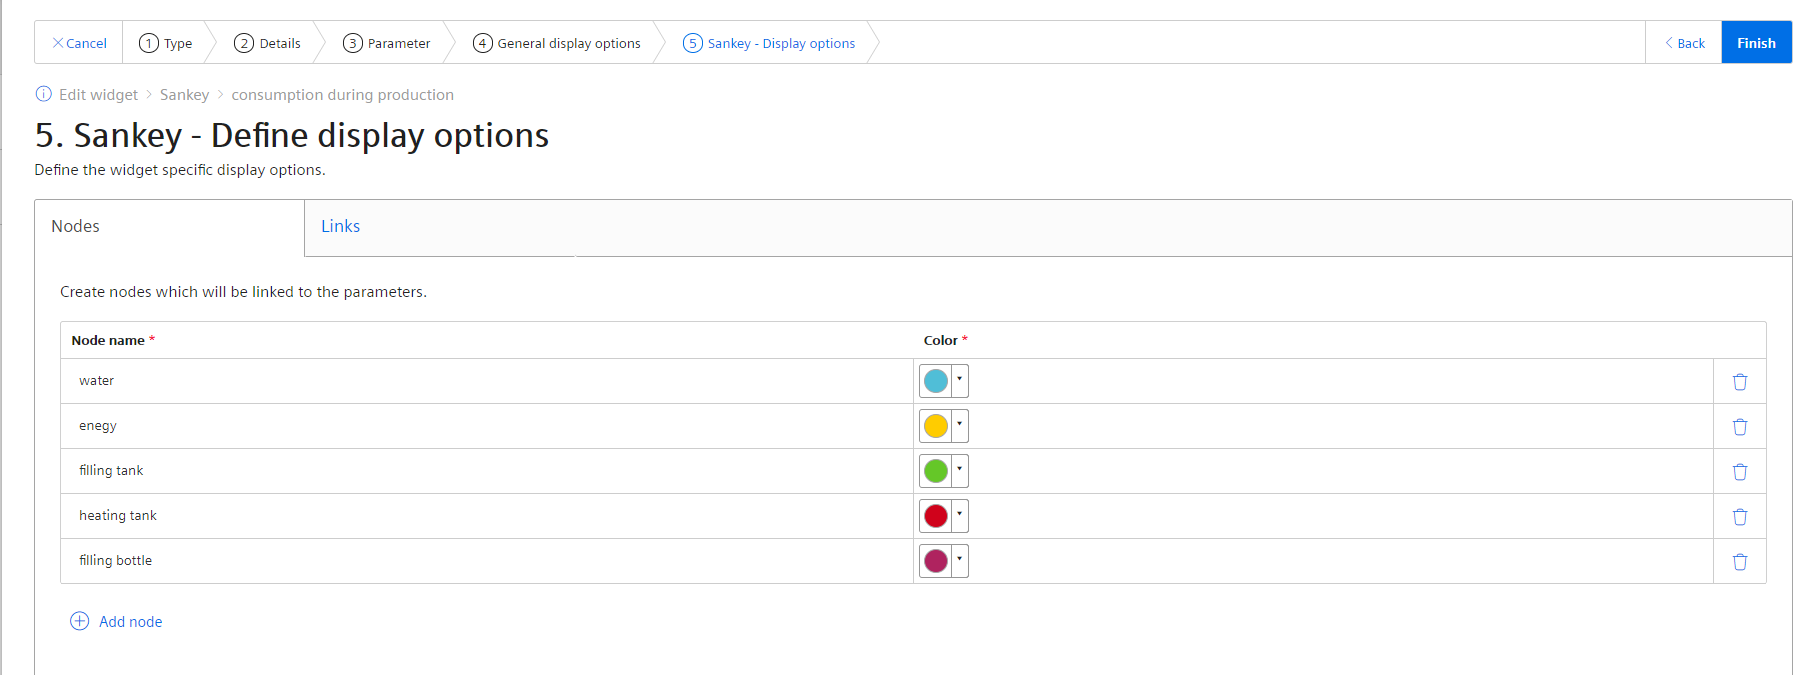 Cancel 1 Type 2 Details 3 Parameter 4 General display options 5 Sankey - Display options Back Finish
Edit widget > Sankey > consumption during production
5. Sankey - Define display options
Define the widget specific display options.
Nodes Links
Create nodes which will be linked to the parameters.
Node name * Color *
water
enegy
filling tank
heating tank
filling bottle
Add node